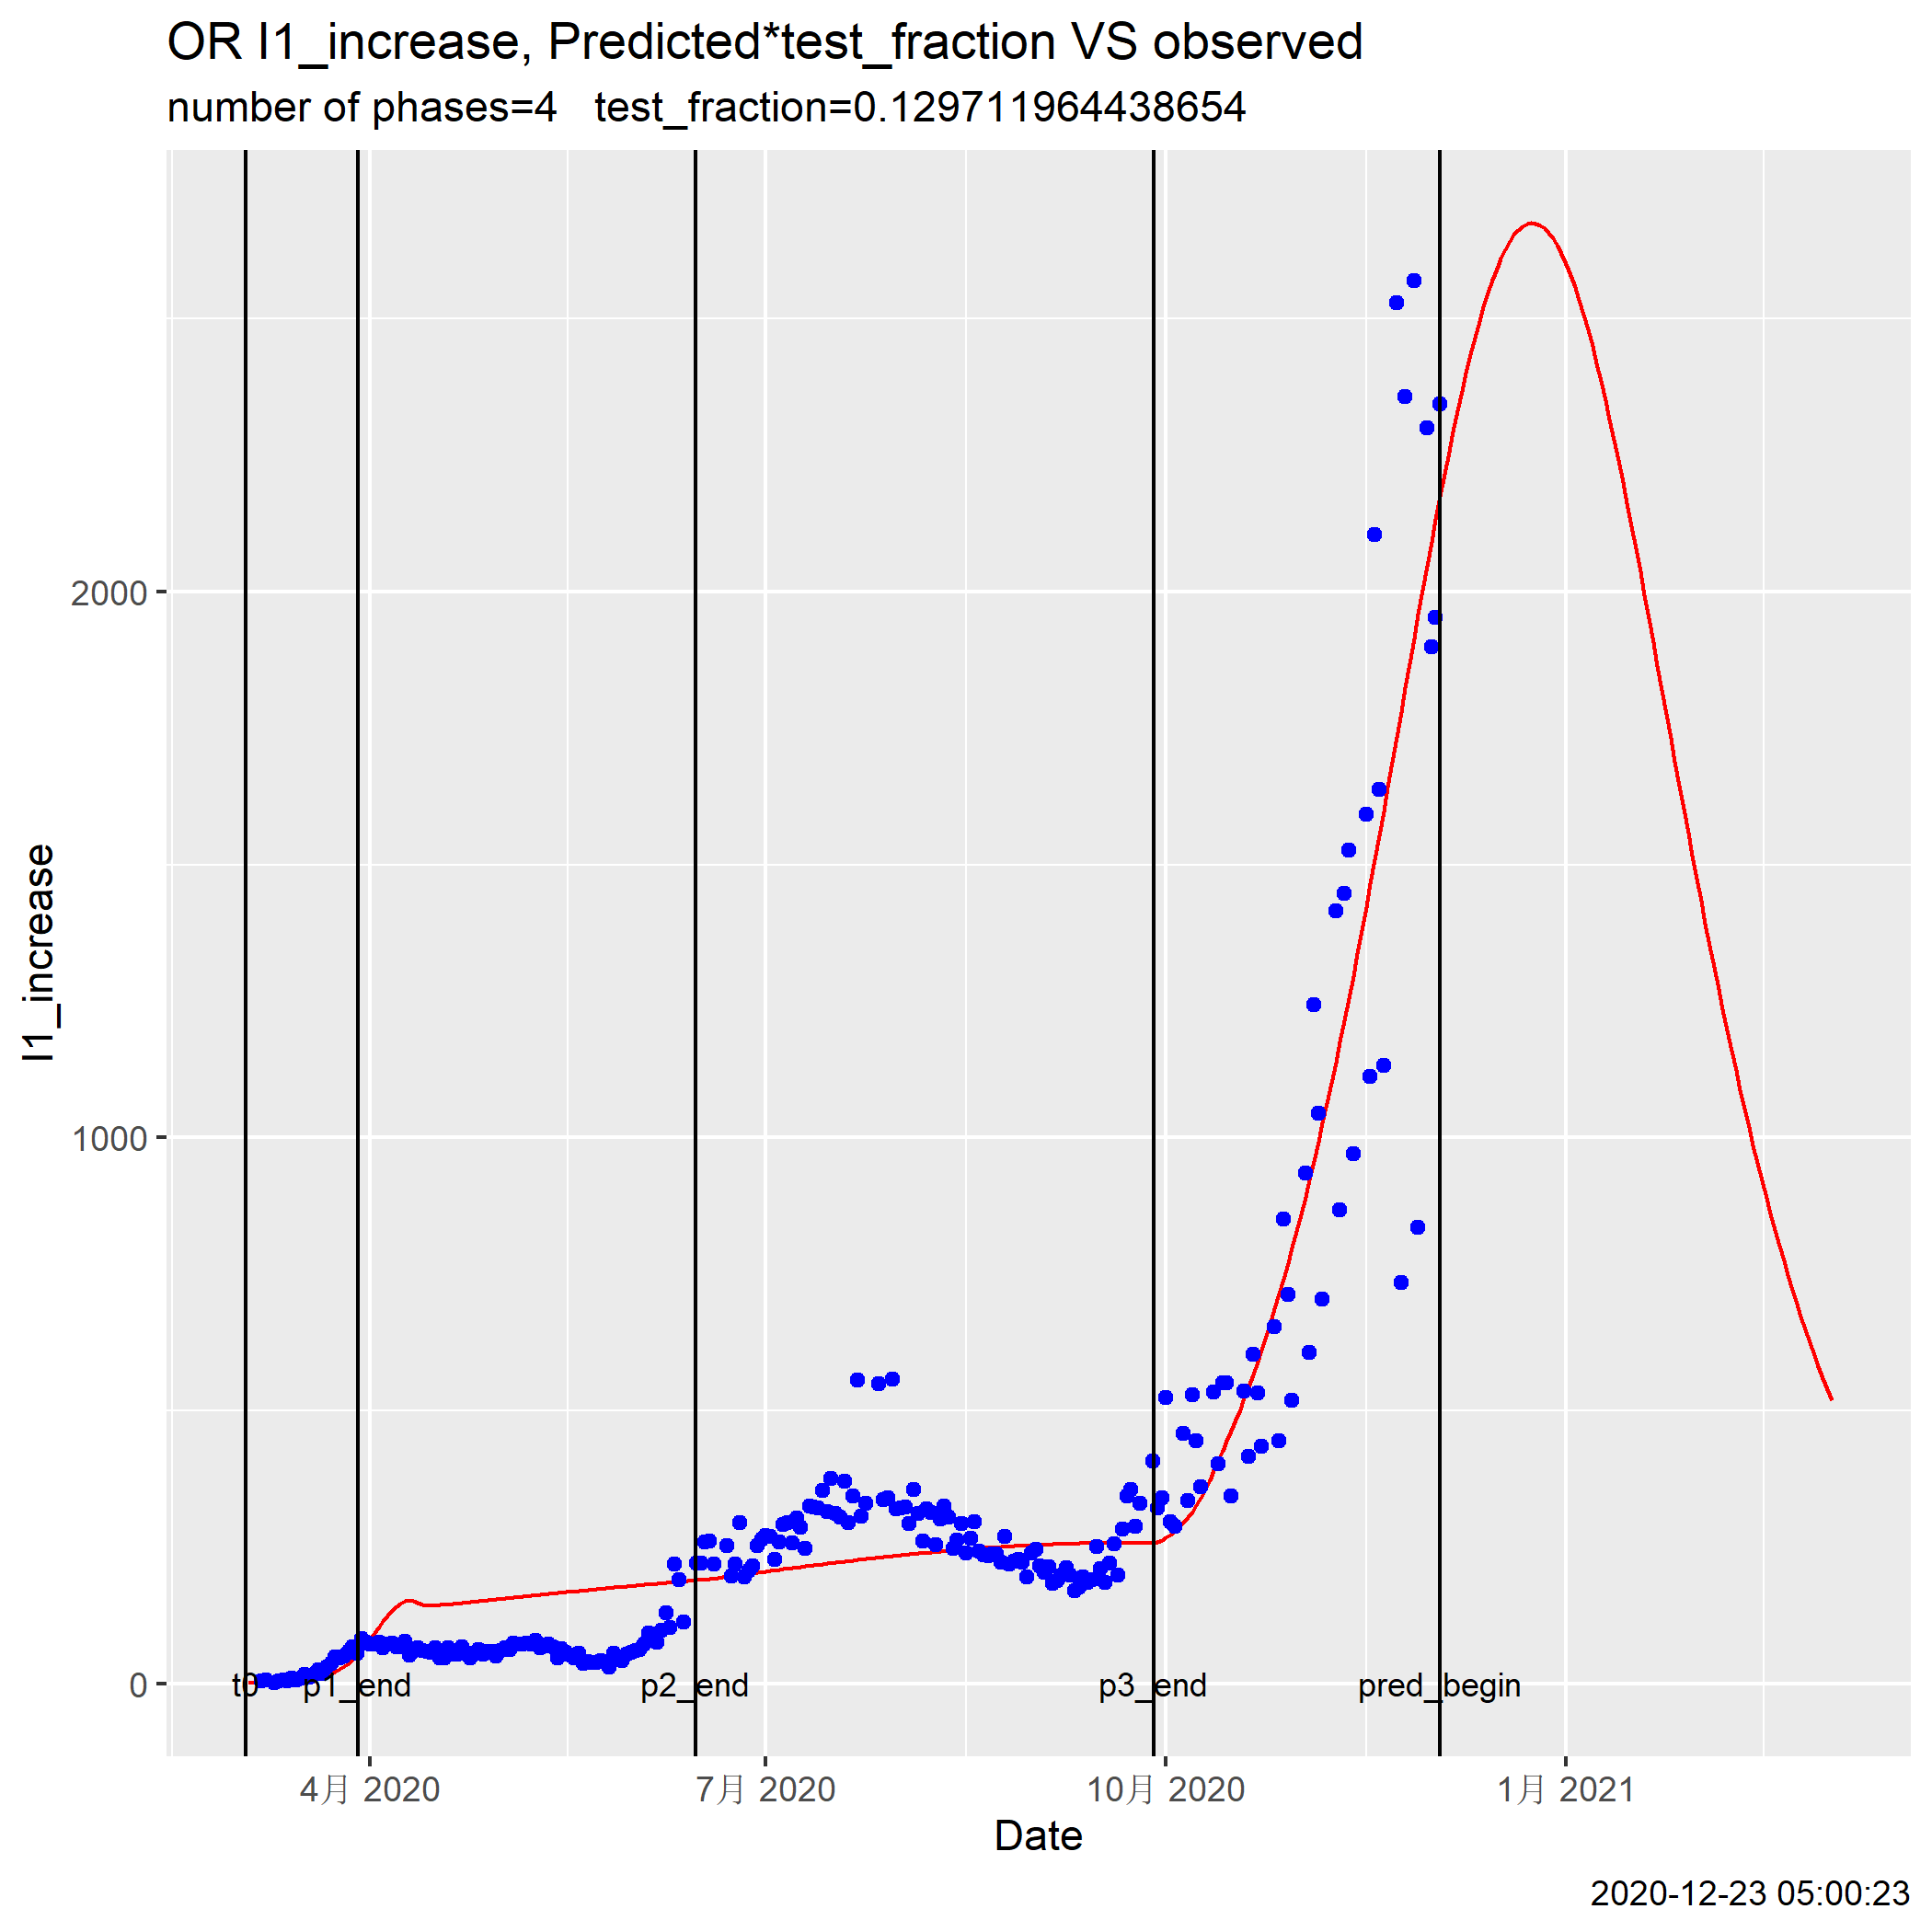 OR I1_increase, Predicted*test_fraction VS observed
number of phases=4 test_fraction=0.129711964438654
I1_increase
2000
1000
0
t0 p1_end p2_end p3_end pred_begin
4月 2020 7月 2020 10月 2020 1月 2021
Date
2020-12-23 05:00:23